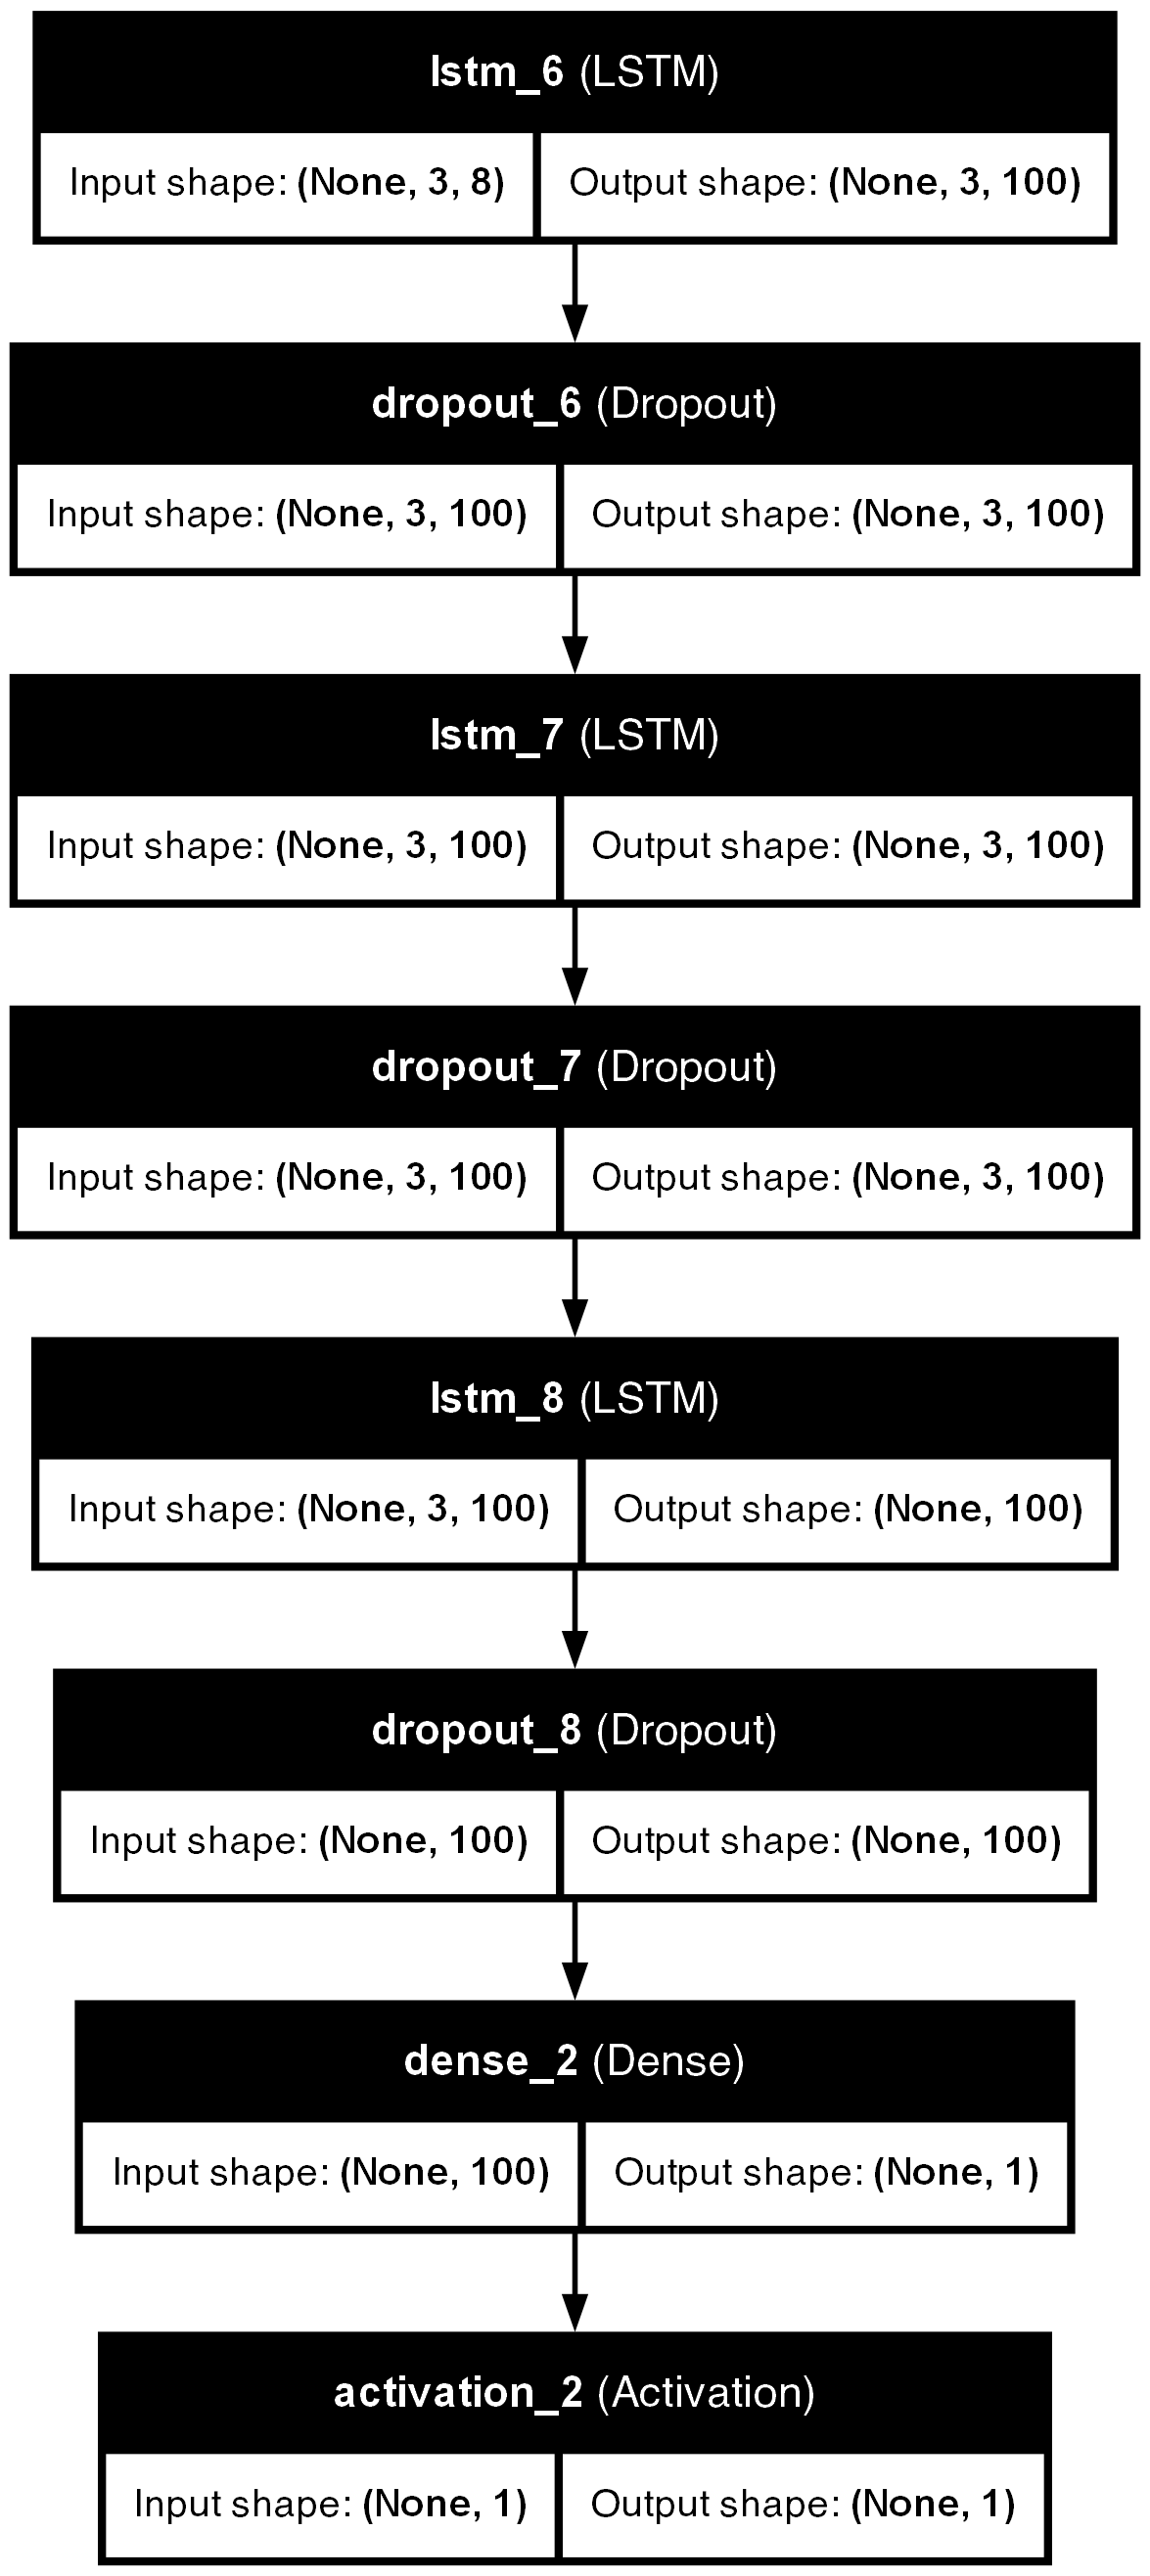 lstm_6 (LSTM)
Input shape: (None, 3, 8) Output shape: (None, 3, 100)
dropout_6 (Dropout)
Input shape: (None, 3, 100) Output shape: (None, 3, 100)
lstm_7 (LSTM)
Input shape: (None, 3, 100) Output shape: (None, 3, 100)
dropout_7 (Dropout)
Input shape: (None, 3, 100) Output shape: (None, 3, 100)
lstm_8 (LSTM)
Input shape: (None, 3, 100) Output shape: (None, 100)
dropout_8 (Dropout)
Input shape: (None, 100) Output shape: (None, 100)
dense_2 (Dense)
Input shape: (None, 100) Output shape: (None, 1)
activation_2 (Activation)
Input shape: (None, 1) Output shape: (None, 1)